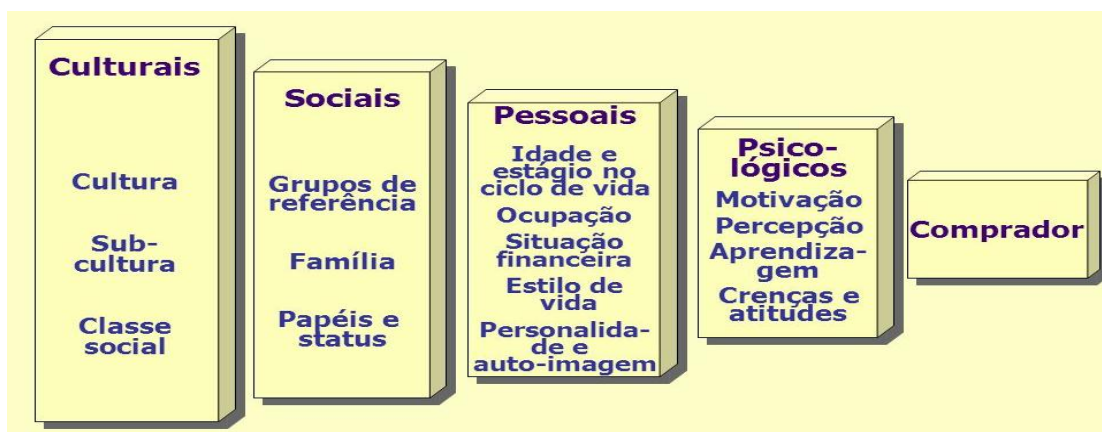 Culturais
Cultura
Sub-
cultura
Classe
social
Sociais
Grupos de
referência
Família
Papéis e
status
Pessoais
Idade e
estágio no
ciclo de vida
Ocupação
Situação
financeira
Estilo de
vida
Personalida-
de e
auto-imagem
Psico-
lógicos
Motivação
Percepção
Aprendiza-
gem
Crenças e
atitudes
Comprador